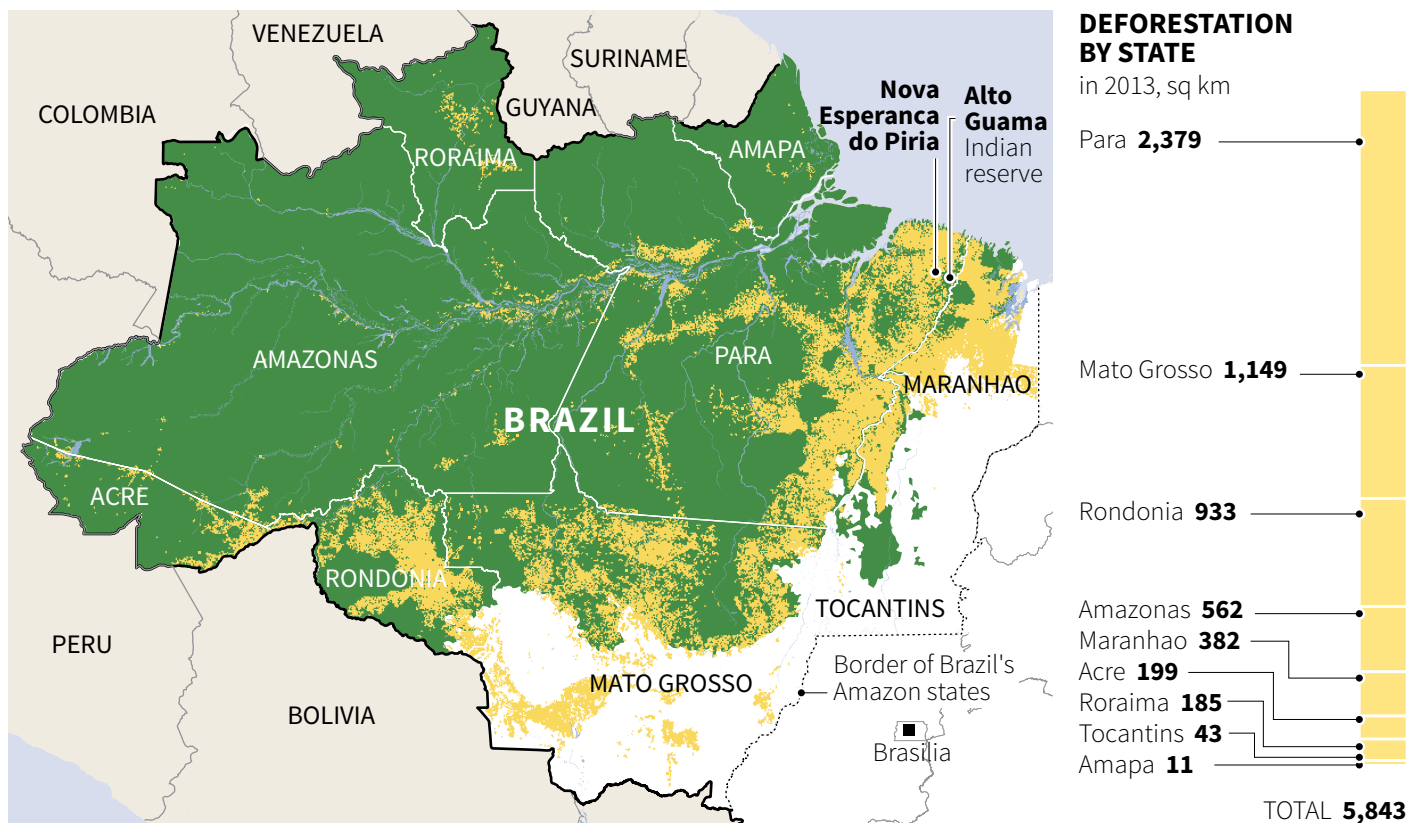 VENEZUELA
SURINAME
COLOMBIA
GUYANA
RORAIMA
AMAPA
Nova
Esperanca
do Piria
Alto
Guama
Indian
reserve
AMAZONAS
PARA
MARANHAO
BRAZIL
ACRE
RONDONIA
TOCANTINS
PERU
MATO GROSSO
Border of Brazil's
Amazon states
BOLIVIA
Brasilia
DEFORESTATION
BY STATE
in 2013, sq km
Para 2,379
Mato Grosso 1,149
Rondonia 933
Amazonas 562
Maranhao 382
Acre 199
Roraima 185
Tocantins 43
Amapa 11
TOTAL 5,843